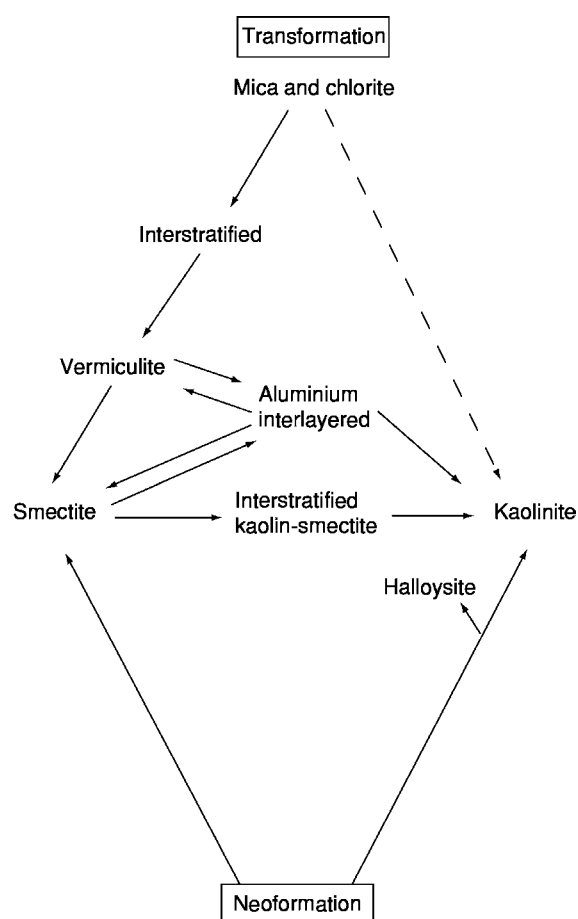 Transformation
Mica and chlorite
Interstratified
Vermiculite
Aluminium
interlayered
Smectite
Interstratified
kaolin-smectite
Kaolinite
Halloysite
Neoformation